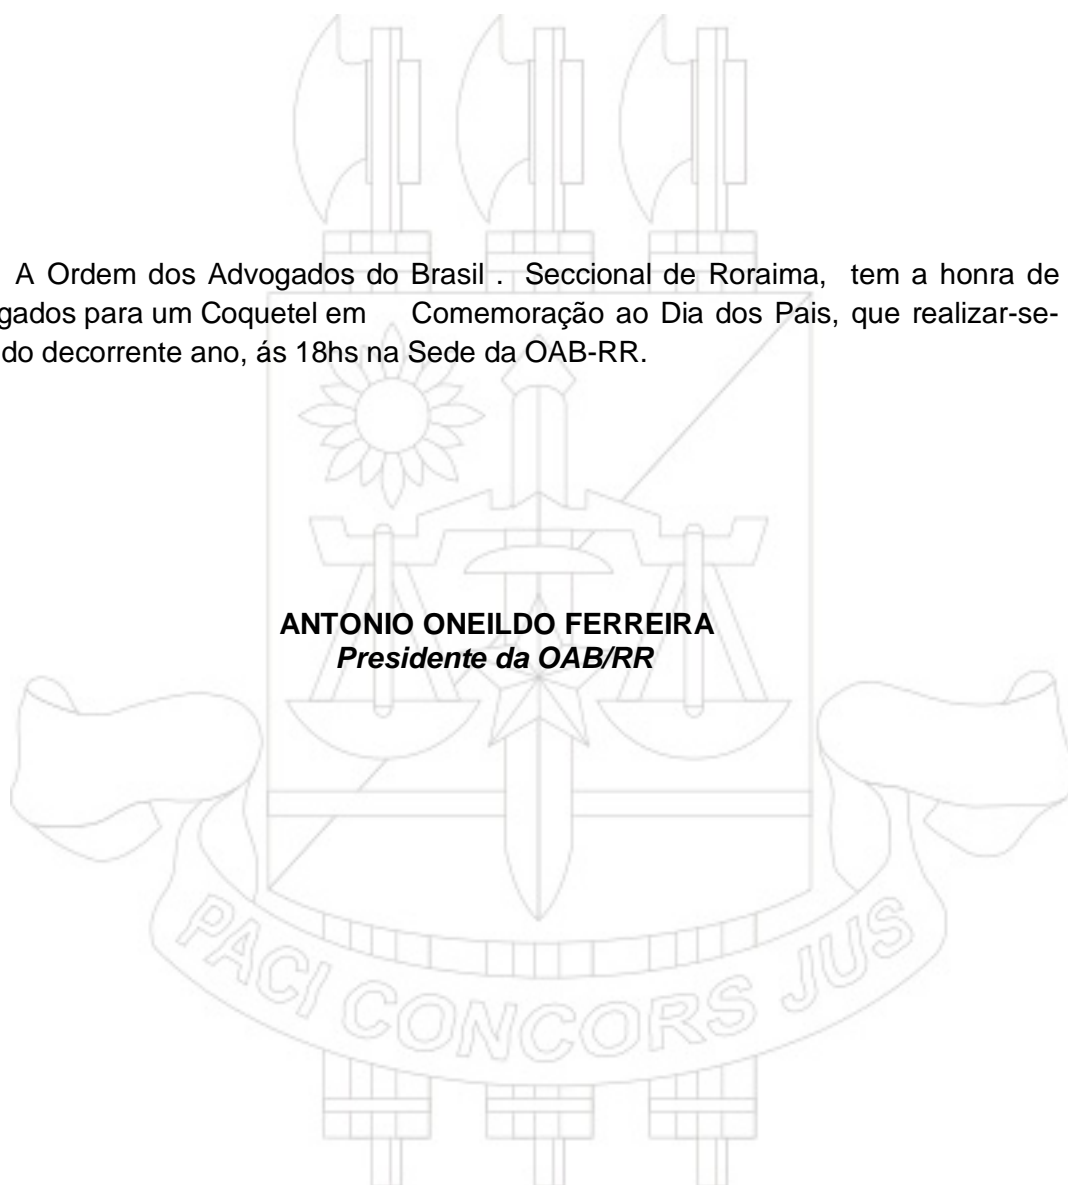 A Ordem dos Advogados do Brasil . Seccional de Roraima, tem a honra de
gados para um Coquetel em Comemoração ao Dia dos Pais, que realizar-se-
do decorrente ano, ás 18hs na Sede da OAB-RR.
ANTONIO ONEILDO FERREIRA
Presidente da OAB/RR
PACI CONCORS JUS